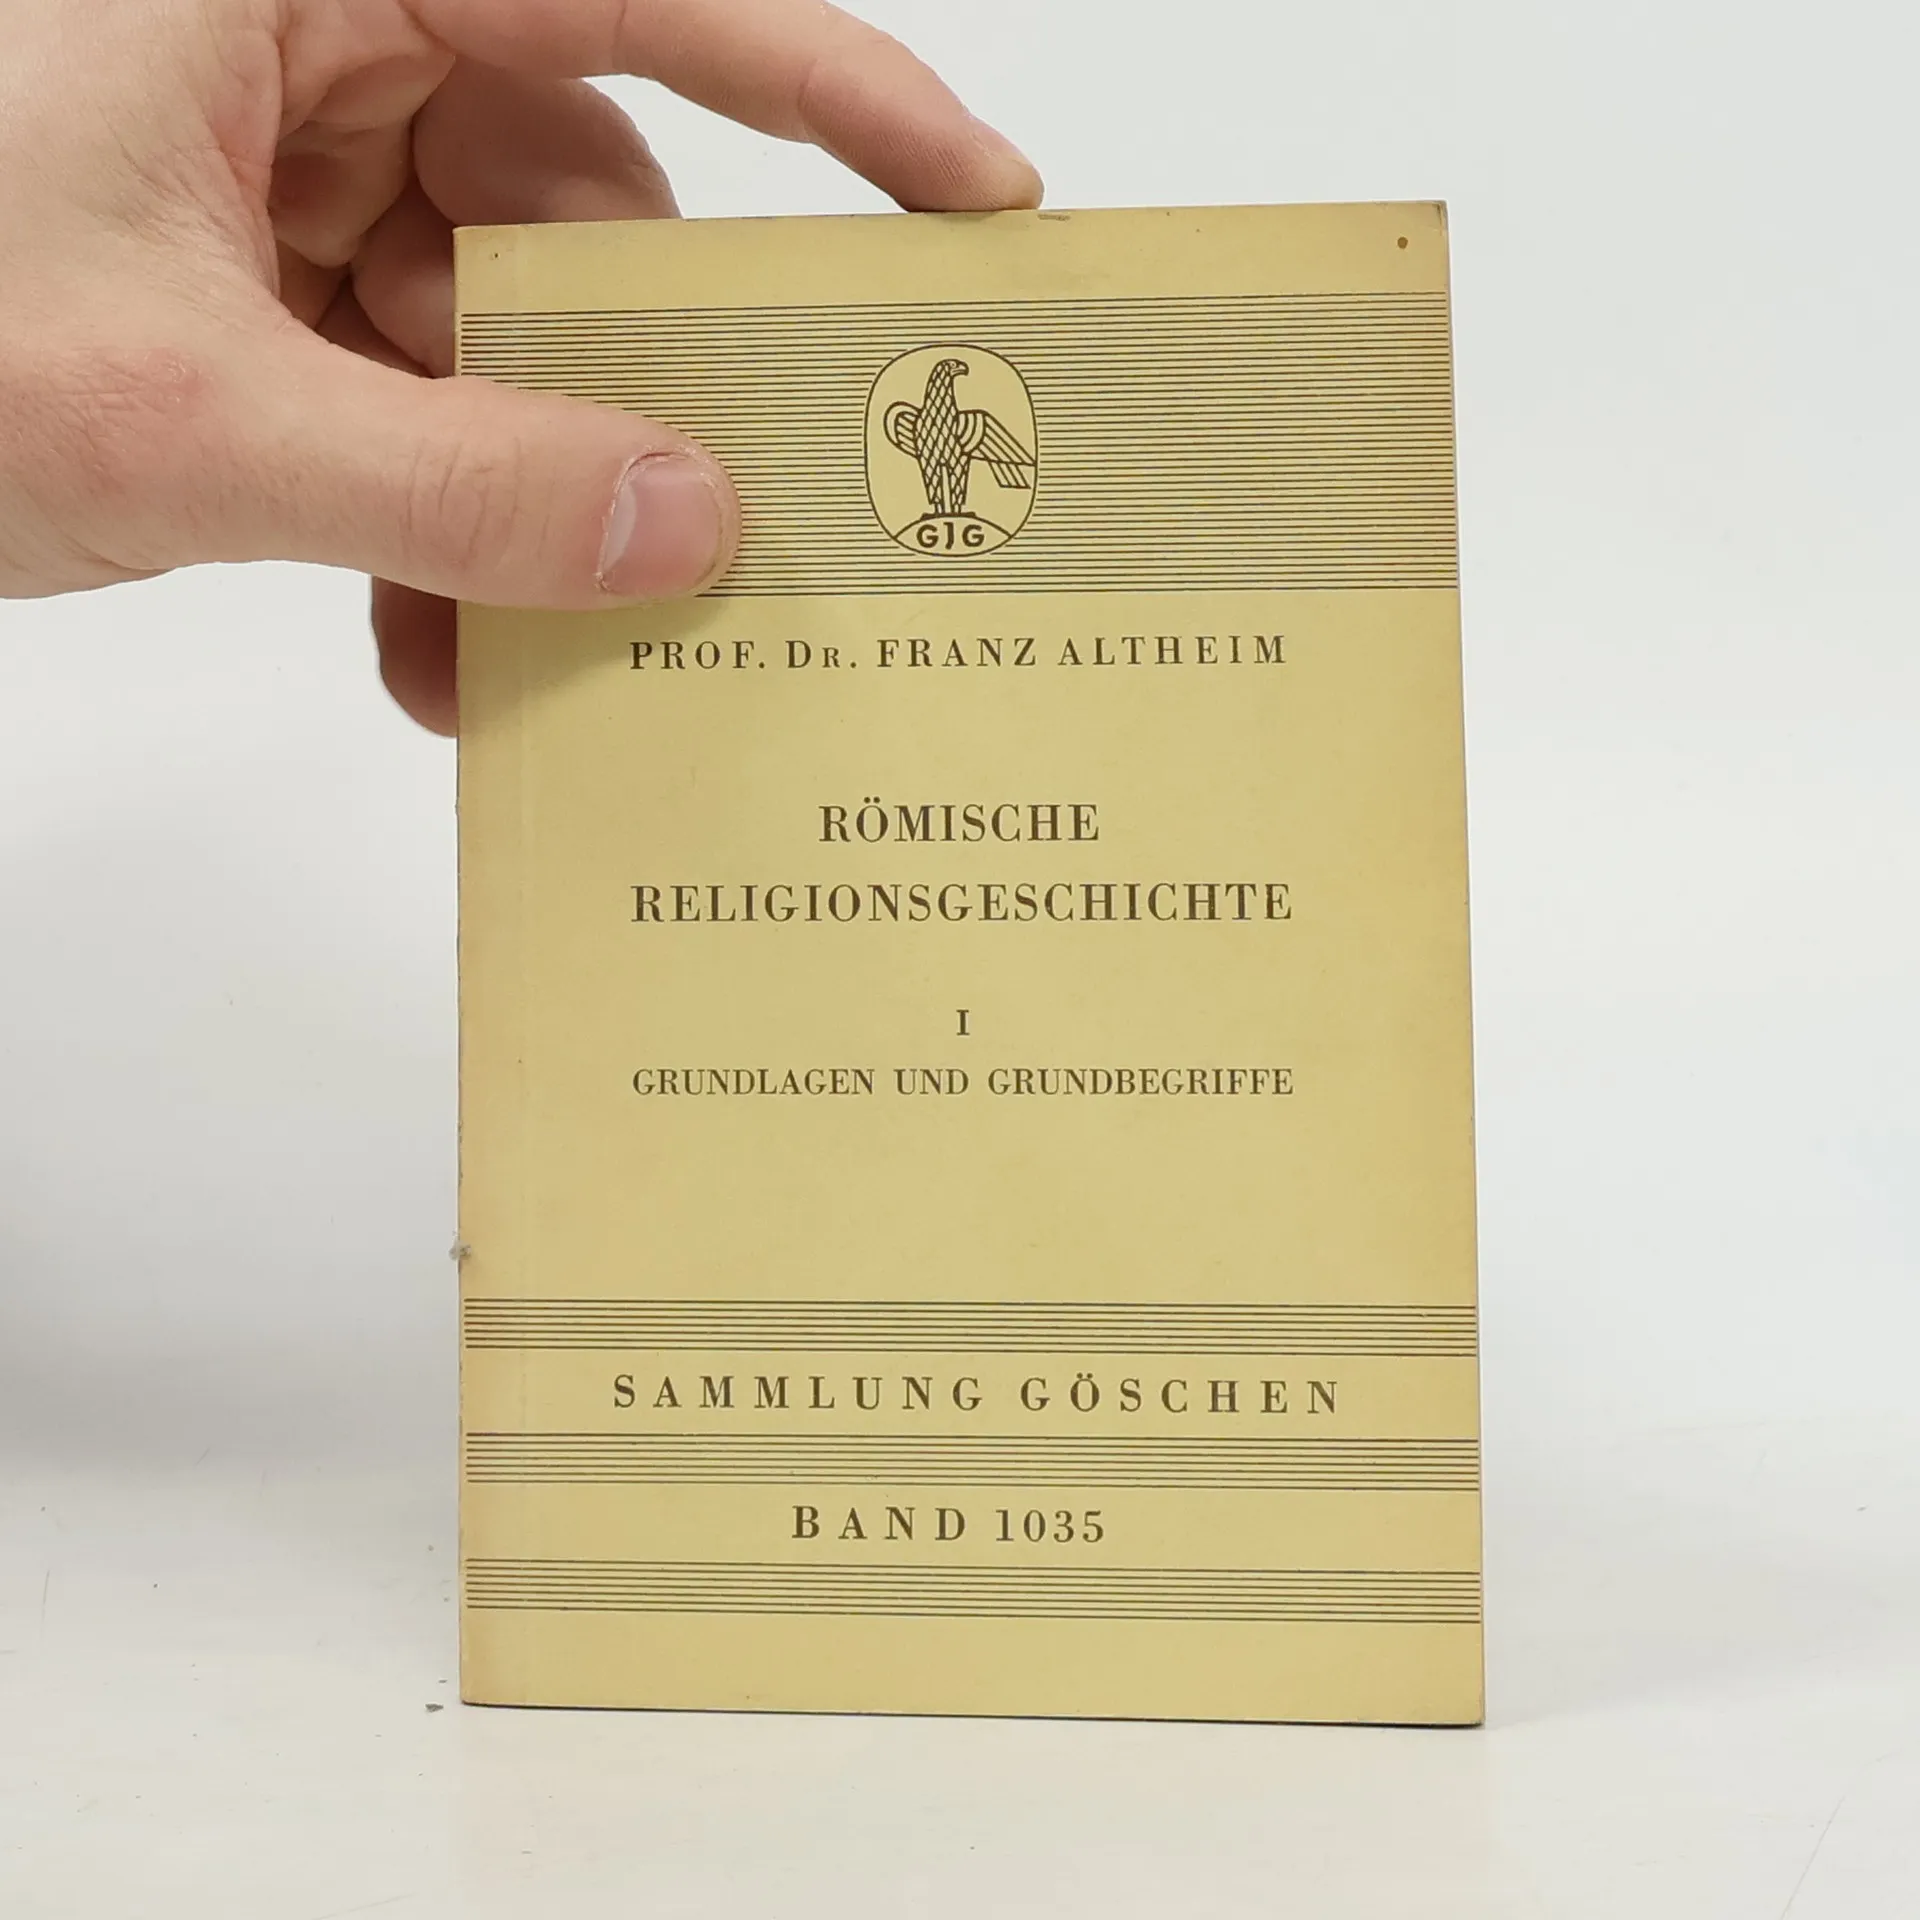 GJG
PROF. DR. FRANZ ALTHEIM
RÖMISCHE
RELIGIONSGESCHICHTE
I
GRUNDLAGEN UND GRUNDBEGRIFFE
SAMMLUNG GÖSCHEN
BAND 1035